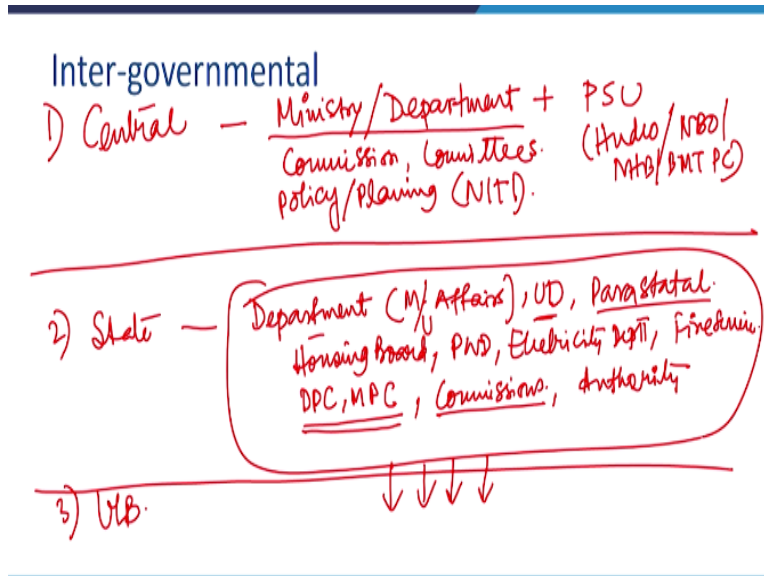 Inter-governmental
1) Central – Ministry/Department + PSU
Commission, Committees. (Hudco/NBO/
Policy/Planing (NITI). NHB/BMTPC)
2) State – Department (M/Affairs), UD, Parastatal.
Housing Board, PWD, Electricity Deptt, Fire Service.
DPC, MPC, Commissions, Authority
3) ULB.